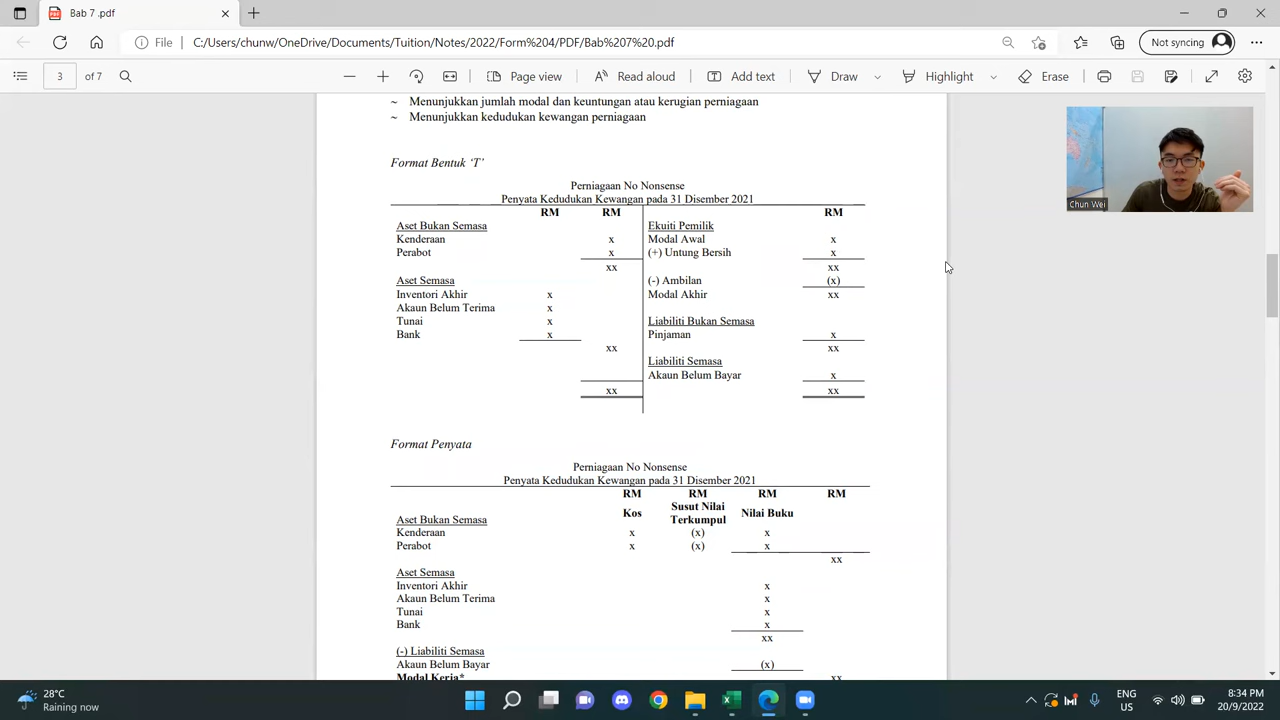 Bab 7 .pdf
File
C:/Users/chunw/OneDrive/Documents/Tuition/Notes/2022/Form%204/PDF/Bab%207%20.pdf
Not syncing
3 of 7
Page view
Read aloud
Add text
Draw
Highlight
Erase
~ Menunjukkan jumlah modal dan keuntungan atau kerugian perniagaan
~ Menunjukkan kedudukan kewangan perniagaan
Format Bentuk ‘T’
Perniagaan No Nonsense
Penyata Kedudukan Kewangan pada 31 Disember 2021
RM RM RM
Aset Bukan Semasa Ekuiti Pemilik
Kenderaan x Modal Awal x
Perabot x (+) Untung Bersih x
xx xx
Aset Semasa (-) Ambilan (x)
Inventori Akhir x Modal Akhir xx
Akaun Belum Terima x
Tunai x Liabiliti Bukan Semasa
Bank x Pinjaman x
xx xx
Liabiliti Semasa
Akaun Belum Bayar x
xx xx
Format Penyata
Perniagaan No Nonsense
Penyata Kedudukan Kewangan pada 31 Disember 2021
RM RM RM RM
Kos Susut Nilai Terkumpul Nilai Buku
Aset Bukan Semasa
Kenderaan x (x) x
Perabot x (x) x
xx
Aset Semasa
Inventori Akhir x
Akaun Belum Terima x
Tunai x
Bank x
xx
(-) Liabiliti Semasa
Akaun Belum Bayar (x)
Modal Kerja* xx
Chun Wei
28°C
Raining now
ENG
US
8:34 PM
20/9/2022